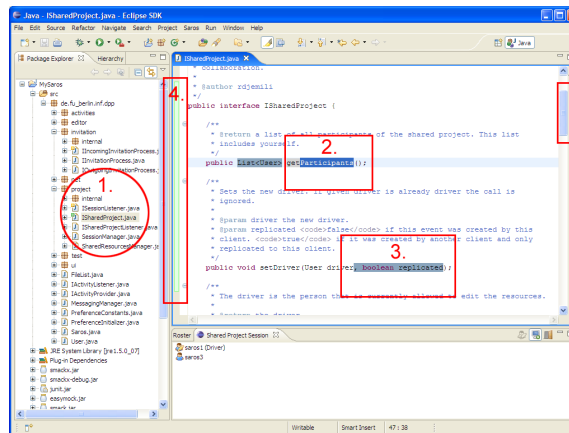 Java - ISharedProject.java - Eclipse SDK
File Edit Source Refactor Navigate Search Project Saros Run Window Help
Java
Package Explorer Hierarchy
ISharedProject.java
MySaros
src
de.fu_berlin.inf.dpp
activities
editor
invitation
internal
IIncomingInvitationProcess.java
IInvitationProcess.java
IOutgoingInvitationProcess.java
net
project
internal
ISessionListener.java
ISharedProject.java
ISharedProjectListener.java
SessionManager.java
SharedResourcesManager.ja
test
ui
FileList.java
IActivityListener.java
IActivityProvider.java
MessagingManager.java
PreferenceConstants.java
PreferenceInitializer.java
Saros.java
User.java
JRE System Library [jre1.5.0_07]
Plug-in Dependencies
smackx.jar
smackx-debug.jar
junit.jar
easymock.jar
smack.jar
1.
4.
* collaboration.
*
* @author rdjemili
*/
public interface ISharedProject {
/**
* @return a list of all participants of the shared project. This list
* includes yourself.
*/
public List<User> getParticipants();
2.
/**
* Sets the new driver. If given driver is already driver the call is
* ignored.
*
* @param driver the new driver.
* @param replicated <code>false</code> if this event was created by this
* client. <code>true</code> if it was created by another client and only
* replicated to this client.
*/
public void setDriver(User driver, boolean replicated);
3.
/**
* The driver is the person that is currently allowed to edit the resources.
*
* @return the driver.
Roster Shared Project Session
saros1 (Driver)
saros3
Writable Smart Insert 47 : 38